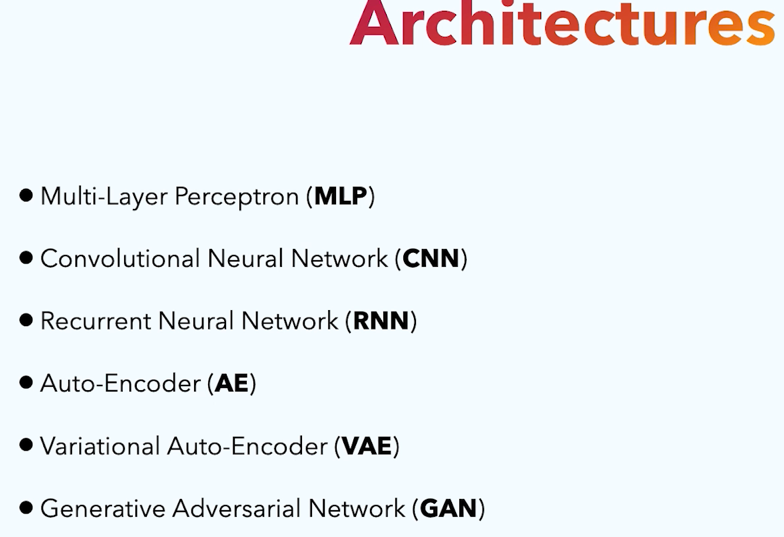 Architectures
● Multi-Layer Perceptron (MLP)
● Convolutional Neural Network (CNN)
● Recurrent Neural Network (RNN)
● Auto-Encoder (AE)
● Variational Auto-Encoder (VAE)
● Generative Adversarial Network (GAN)